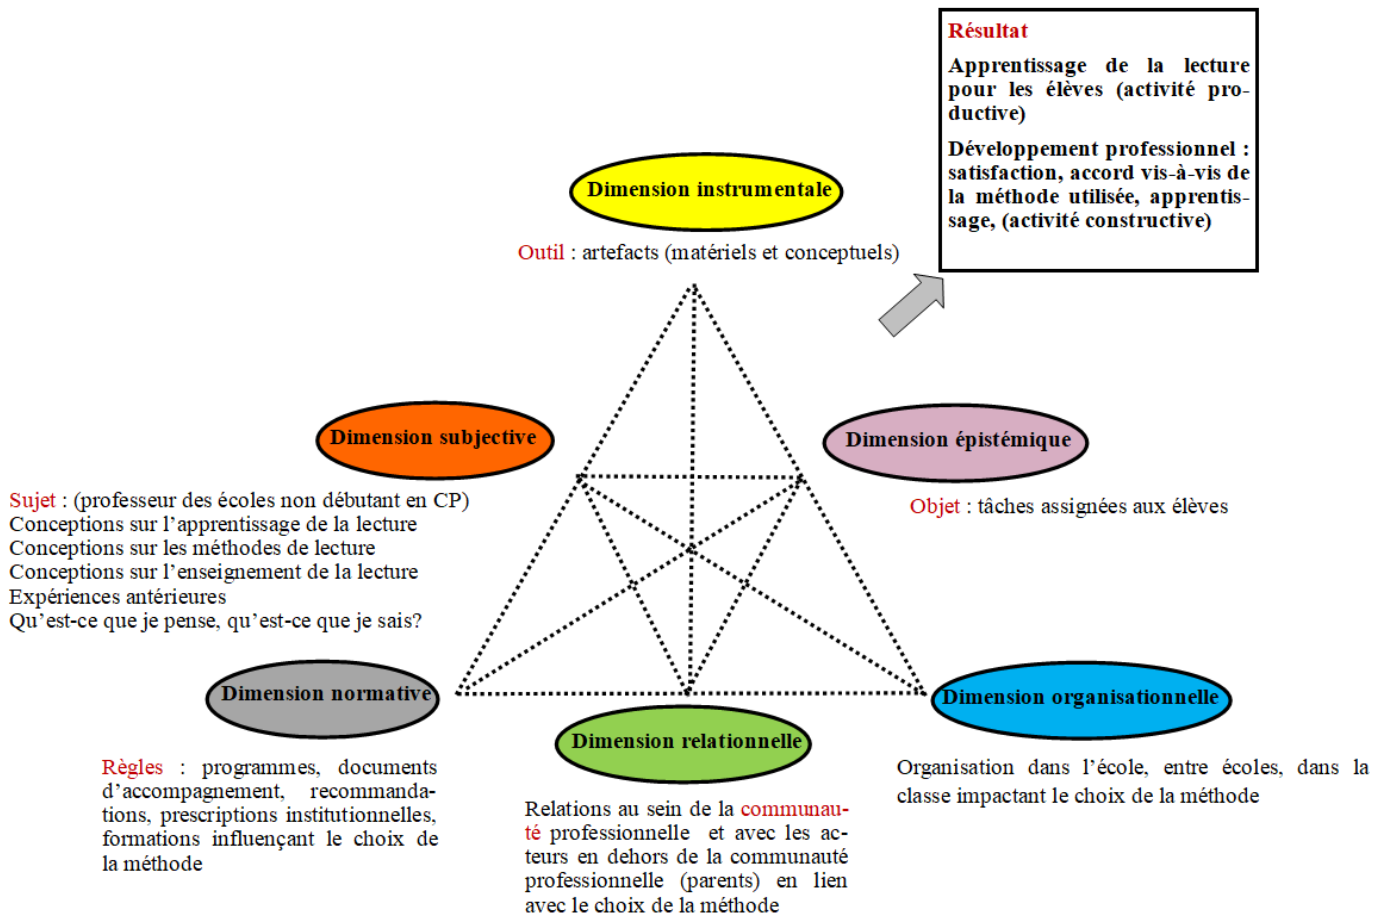 Résultat
Apprentissage de la lecture
pour les élèves (activité pro-
ductive)
Développement professionnel :
satisfaction, accord vis-à-vis de
la méthode utilisée, apprentis-
sage, (activité constructive)
Dimension instrumentale
Outil : artefacts (matériels et conceptuels)
Dimension subjective
Dimension épistémique
Sujet : (professeur des écoles non débutant en CP)
Conceptions sur l’apprentissage de la lecture
Conceptions sur les méthodes de lecture
Conceptions sur l’enseignement de la lecture
Expériences antérieures
Qu’est-ce que je pense, qu’est-ce que je sais?
Objet : tâches assignées aux élèves
Dimension normative
Règles : programmes, documents
d’accompagnement, recommanda-
tions, prescriptions institutionnelles,
formations influençant le choix de
la méthode
Dimension relationnelle
Relations au sein de la communau-
té professionnelle et avec les ac-
teurs en dehors de la communauté
professionnelle (parents) en lien
avec le choix de la méthode
Dimension organisationnelle
Organisation dans l’école, entre écoles, dans la
classe impactant le choix de la méthode